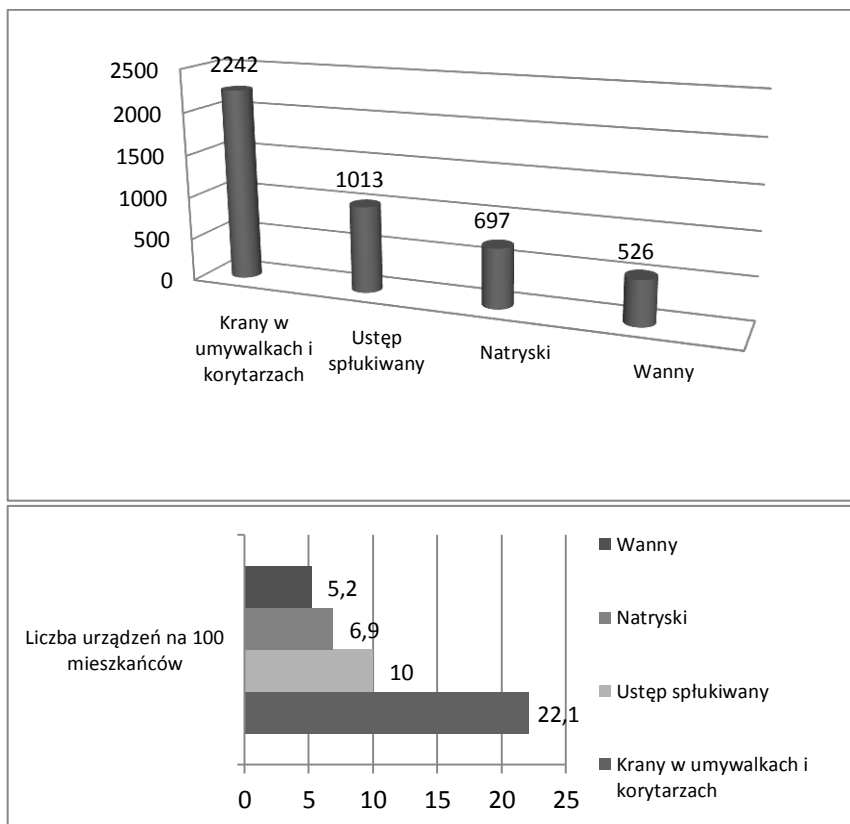 2500
2000
1500
1000
500
0
2242
1013
697
526
Krany w
umywalkach i
korytarzach
Ustęp
spłukiwany
Natryski
Wanny
Liczba urządzeń na 100
mieszkańców
5,2
6,9
10
22,1
0 5 10 15 20 25
Wanny
Natryski
Ustęp spłukiwany
Krany w umywalkach i
korytarzach